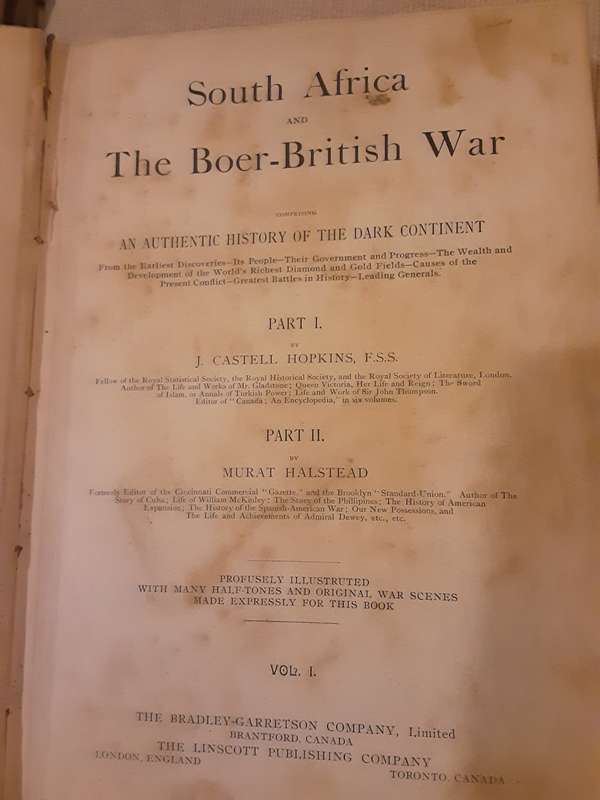 South Africa
AND
The Boer-British War
COMPRISING
AN AUTHENTIC HISTORY OF THE DARK CONTINENT
From the Earliest Discoveries—Its People—Their Government and Progress—The Wealth and
Development of the World's Richest Diamond and Gold Fields—Causes of the
Present Conflict—Greatest Battles in History—Leading Generals.
PART I.
BY
J. CASTELL HOPKINS, F.S.S.
Fellow of the Royal Statistical Society, the Royal Historical Society, and the Royal Society of Literature, London.
Author of The Life and Works of Mr. Gladstone; Queen Victoria, Her Life and Reign; The Sword
of Islam, or Annals of Turkish Power; Life and Work of Sir John Thompson.
Editor of "Canada; An Encyclopedia," in six volumes.
PART II.
BY
MURAT HALSTEAD
Formerly Editor of the Cincinnati Commercial "Gazette," and the Brooklyn "Standard-Union." Author of The
Story of Cuba; Life of William McKinley; The Story of the Phillipines; The History of American
Expansion; The History of the Spanish-American War; Our New Possessions, and
The Life and Achievements of Admiral Dewey, etc., etc.
PROFUSELY ILLUSTRUTED
WITH MANY HALF-TONES AND ORIGINAL WAR SCENES
MADE EXPRESSLY FOR THIS BOOK
VOL. I.
THE BRADLEY-GARRETSON COMPANY, Limited
BRANTFORD, CANADA
THE LINSCOTT PUBLISHING COMPANY
LONDON, ENGLAND
TORONTO, CANADA